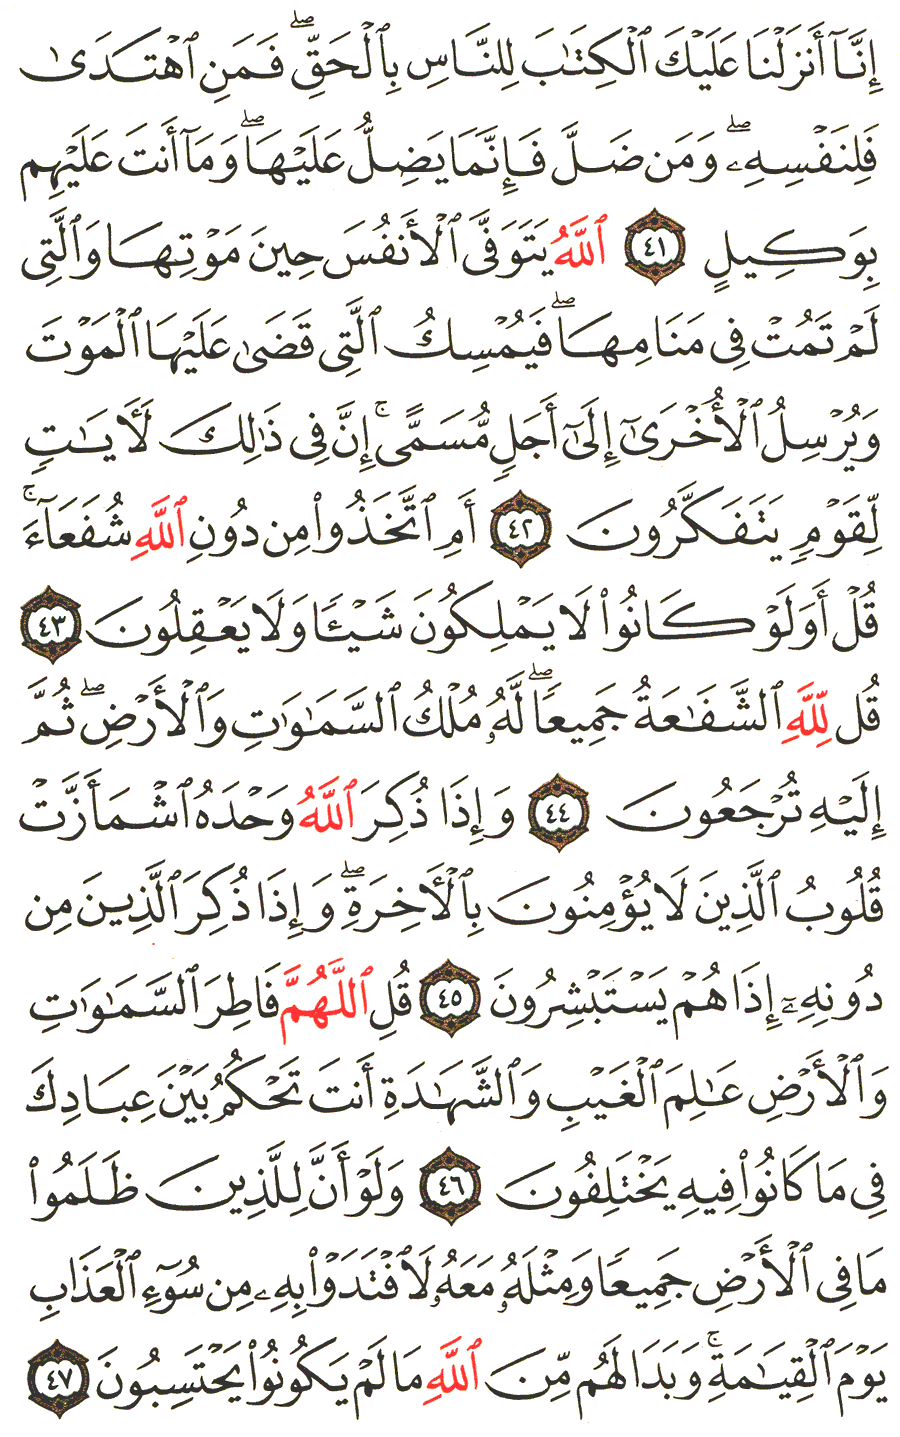 إِنَّآ أَنزَلْنَا عَلَيْكَ ٱلْكِتَٰبَ لِلنَّاسِ بِٱلْحَقِّ ۖ فَمَنِ ٱهْتَدَىٰ
فَلِنَفْسِهِۦ ۖ وَمَن ضَلَّ فَإِنَّمَا يَضِلُّ عَلَيْهَا ۖ وَمَآ أَنتَ عَلَيْهِم
بِوَكِيلٍ ٤١ ٱللَّهُ يَتَوَفَّى ٱلْأَنفُسَ حِينَ مَوْتِهَا وَٱلَّتِى
لَمْ تَمُتْ فِى مَنَامِهَا ۖ فَيُمْسِكُ ٱلَّتِى قَضَىٰ عَلَيْهَا ٱلْمَوْتَ
وَيُرْسِلُ ٱلْأُخْرَىٰٓ إِلَىٰٓ أَجَلٍ مُّسَمًّى ۚ إِنَّ فِى ذَٰلِكَ لَءَايَٰتٍ
لِّقَوْمٍ يَتَفَكَّرُونَ ٤٢ أَمِ ٱتَّخَذُوا۟ مِن دُونِ ٱللَّهِ شُفَعَآءَ ۚ
قُلْ أَوَلَوْ كَانُوا۟ لَا يَمْلِكُونَ شَيْـًٔا وَلَا يَعْقِلُونَ ٤٣
قُل لِّلَّهِ ٱلشَّفَٰعَةُ جَمِيعًا ۖ لَّهُۥ مُلْكُ ٱلسَّمَٰوَٰتِ وَٱلْأَرْضِ ۖ ثُمَّ
إِلَيْهِ تُرْجَعُونَ ٤٤ وَإِذَا ذُكِرَ ٱللَّهُ وَحْدَهُ ٱشْمَأَزَّتْ
قُلُوبُ ٱلَّذِينَ لَا يُؤْمِنُونَ بِٱلْءَاخِرَةِ ۖ وَإِذَا ذُكِرَ ٱلَّذِينَ مِن
دُونِهِۦٓ إِذَا هُمْ يَسْتَبْشِرُونَ ٤٥ قُلِ ٱللَّهُمَّ فَاطِرَ ٱلسَّمَٰوَٰتِ
وَٱلْأَرْضِ عَٰلِمَ ٱلْغَيْبِ وَٱلشَّهَٰدَةِ أَنتَ تَحْكُمُ بَيْنَ عِبَادِكَ
فِى مَا كَانُوا۟ فِيهِ يَخْتَلِفُونَ ٤٦ وَلَوْ أَنَّ لِلَّذِينَ ظَلَمُوا۟
مَا فِى ٱلْأَرْضِ جَمِيعًا وَمِثْلَهُۥ مَعَهُۥ لَٱفْتَدَوْا۟ بِهِۦ مِن سُوٓءِ ٱلْعَذَابِ
يَوْمَ ٱلْقِيَٰمَةِ ۚ وَبَدَا لَهُم مِّنَ ٱللَّهِ مَا لَمْ يَكُونُوا۟ يَحْتَسِبُونَ ٤٧